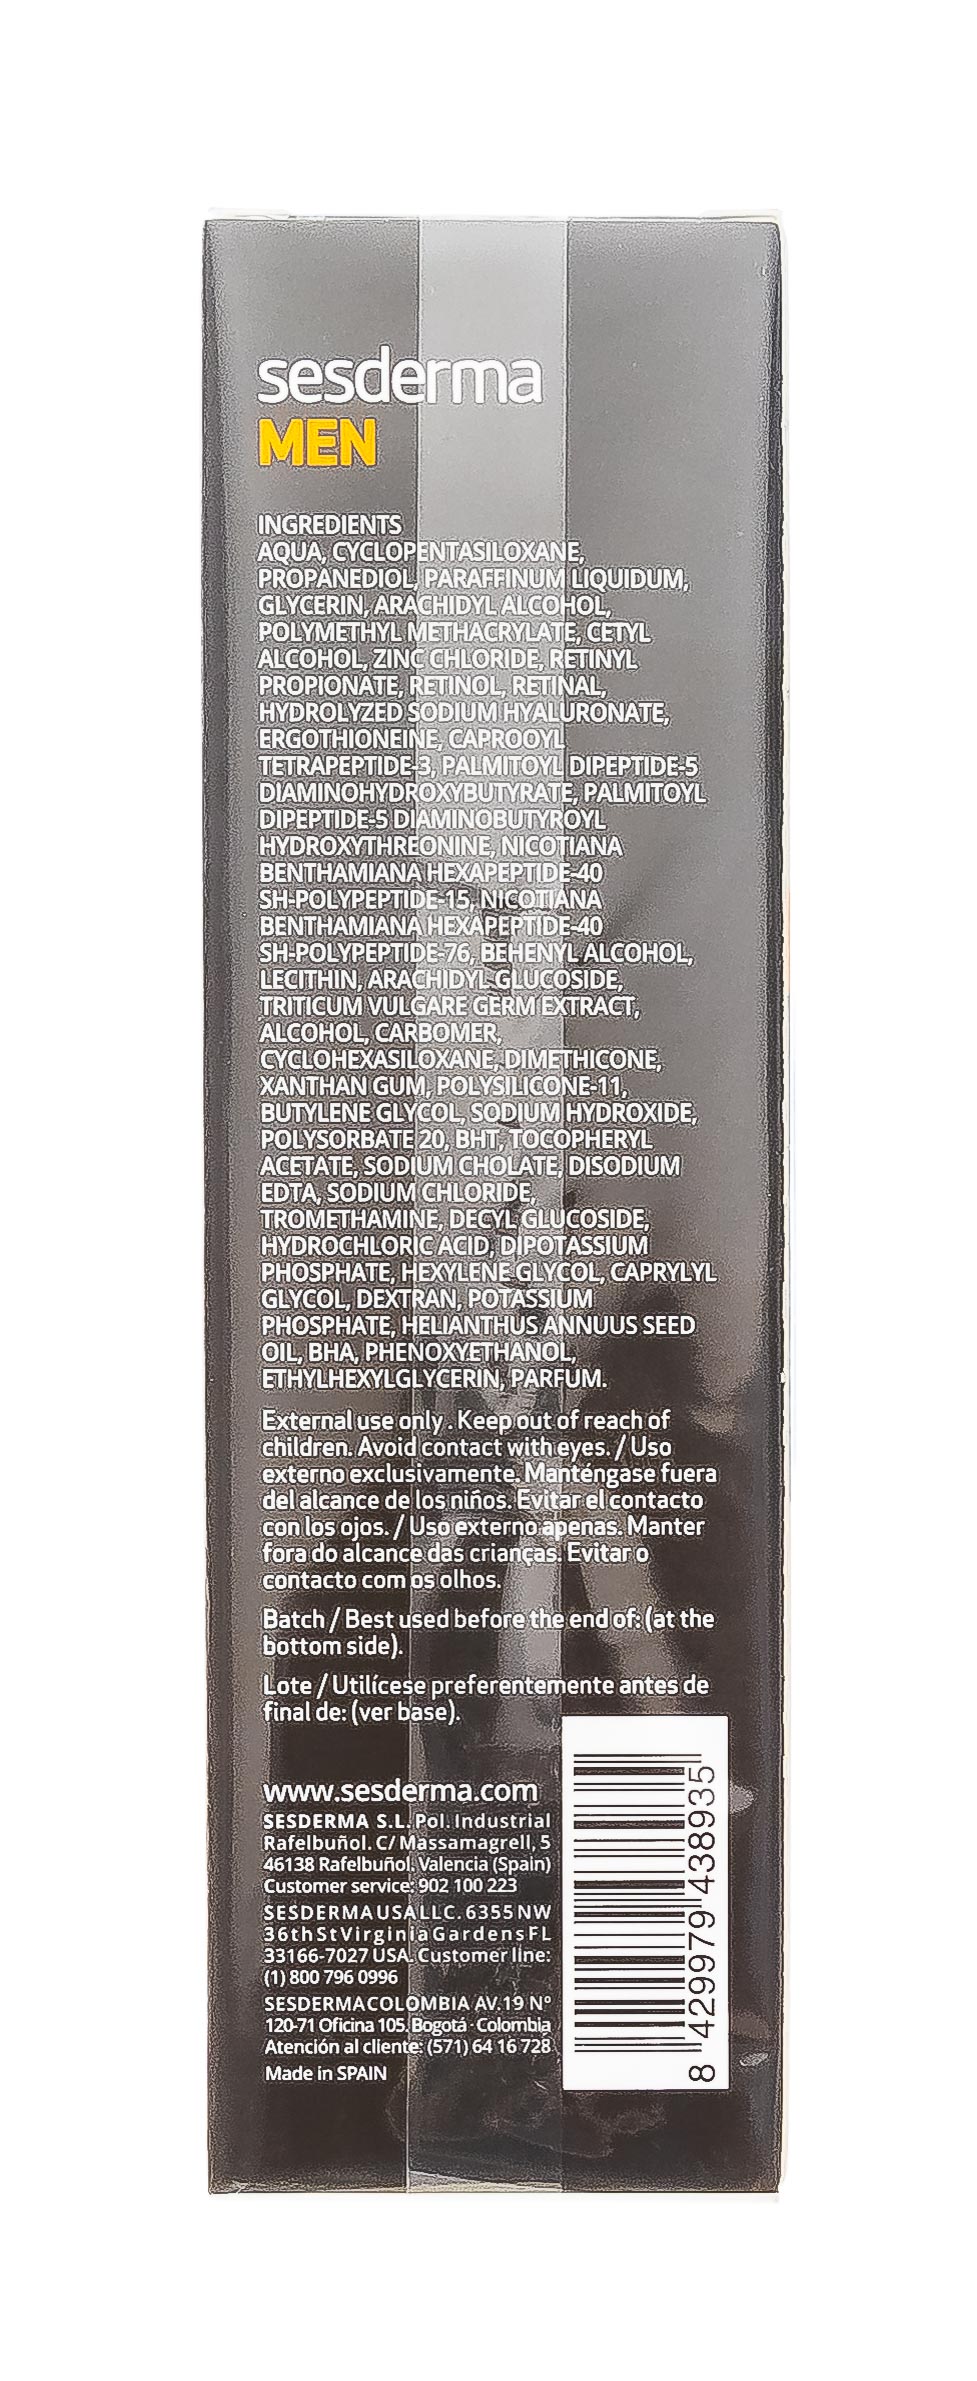 sesderma
MEN
INGREDIENTS
AQUA, CYCLOPENTASILOXANE,
PROPANEDIOL, PARAFFINUM LIQUIDUM,
GLYCERIN, ARACHIDYL ALCOHOL,
POLYMETHYL METHACRYLATE, CETYL
ALCOHOL, ZINC CHLORIDE, RETINYL
PROPIONATE, RETINOL, RETINAL,
HYDROLYZED SODIUM HYALURONATE,
ERGOTHIONEINE, CAPROOYL
TETRAPEPTIDE-3, PALMITOYL DIPEPTIDE-5
DIAMINOHYDROXYBUTYRATE, PALMITOYL
DIPEPTIDE-5 DIAMINOBUTYROYL
HYDROXYTHREONINE, NICOTIANA
BENTHAMIANA HEXAPEPTIDE-40
SH-POLYPEPTIDE-15, NICOTIANA
BENTHAMIANA HEXAPEPTIDE-40
SH-POLYPEPTIDE-76, BEHENYL ALCOHOL,
LECITHIN, ARACHIDYL GLUCOSIDE,
TRITICUM VULGARE GERM EXTRACT,
ALCOHOL, CARBOMER,
CYCLOHEXASILOXANE, DIMETHICONE,
XANTHAN GUM, POLYSILICONE-11,
BUTYLENE GLYCOL, SODIUM HYDROXIDE,
POLYSORBATE 20, BHT, TOCOPHERYL
ACETATE, SODIUM CHOLATE, DISODIUM
EDTA, SODIUM CHLORIDE,
TROMETHAMINE, DECYL GLUCOSIDE,
HYDROCHLORIC ACID, DIPOTASSIUM
PHOSPHATE, HEXYLENE GLYCOL, CAPRYLYL
GLYCOL, DEXTRAN, POTASSIUM
PHOSPHATE, HELIANTHUS ANNUUS SEED
OIL, BHA, PHENOXYETHANOL,
ETHYLHEXYLGLYCERIN, PARFUM.
External use only . Keep out of reach of
children. Avoid contact with eyes. / Uso
externo exclusivamente. Manténgase fuera
del alcance de los niños. Evitar el contacto
con los ojos. / Uso externo apenas. Manter
fora do alcance das crianças. Evitar o
contacto com os olhos.
Batch / Best used before the end of: (at the
bottom side).
Lote / Utilícese preferentemente antes de
final de: (ver base).
www.sesderma.com
SESDERMA S.L. Pol. Industrial
Rafelbuñol. C/ Massamagrell, 5
46138 Rafelbuñol. Valencia (Spain)
Customer service: 902 100 223
SESDERMA USA LLC. 6355 NW
36th St Virginia Gardens FL
33166-7027 USA. Customer line:
(1) 800 796 0996
SESDERMA COLOMBIA AV.19 Nº
120-71 Oficina 105. Bogotá · Colombia
Atención al cliente: (571) 64 16 728
Made in SPAIN
8 429979 438935